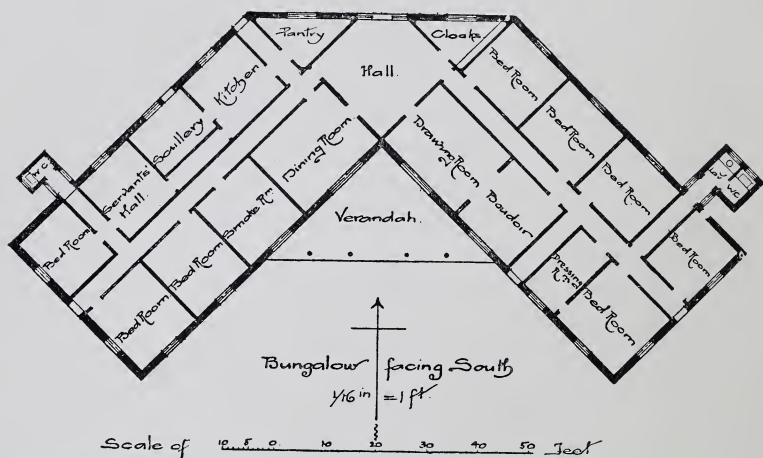 Pantry
Cloaks
Hall.
Kitchen
Bed Room
Scullery
Dining Room
Drawing Room
Bed Room
Servants' Hall.
Smoke Rm
Boudoir
Bed Room
Lav
W.C.
W.C.
Bed Room
Bed Room
Verandah.
Dressing
Bed Room
Bed Room
Bed Room
Bungalow facing South
1/16 in = 1 ft.
Scale of 10 5 0 10 20 30 40 50 Feet